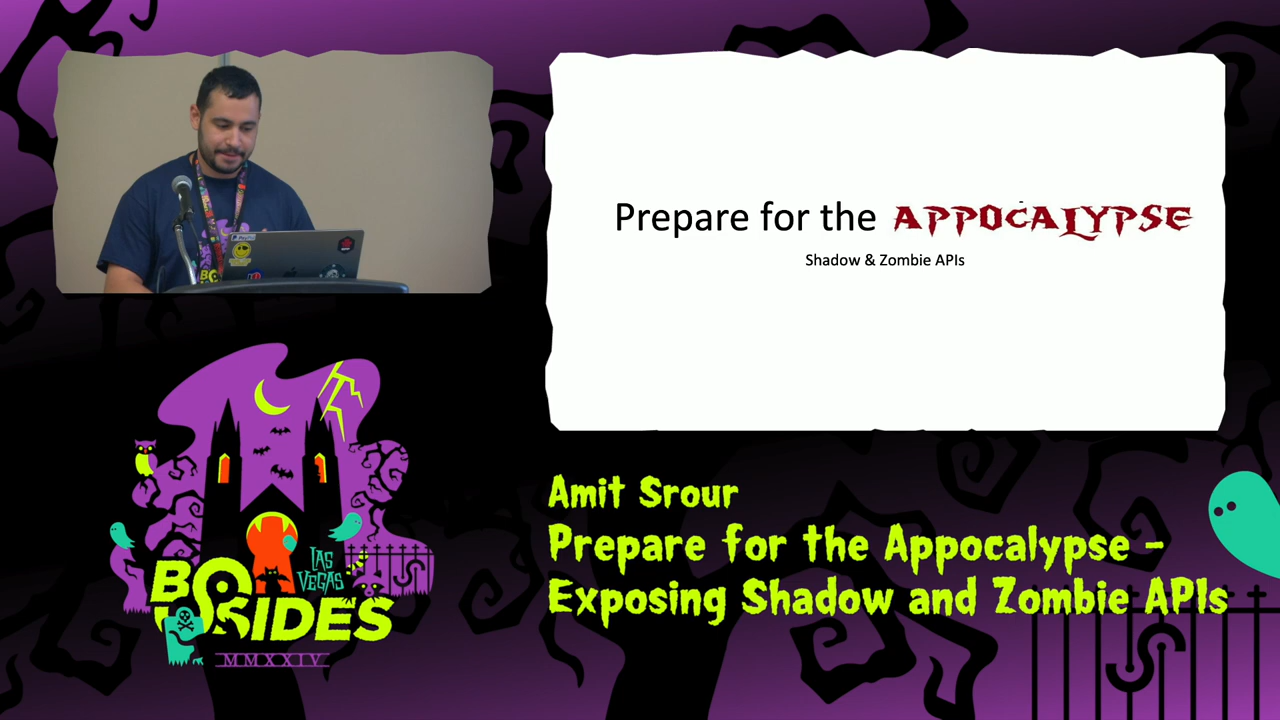 Prepare for the APPOCALYPSE
Shadow & Zombie APIs
BSIDES
LAS
VEGAS
MMXXIV
Amit Srour
Prepare for the Appocalypse -
Exposing Shadow and Zombie APIs